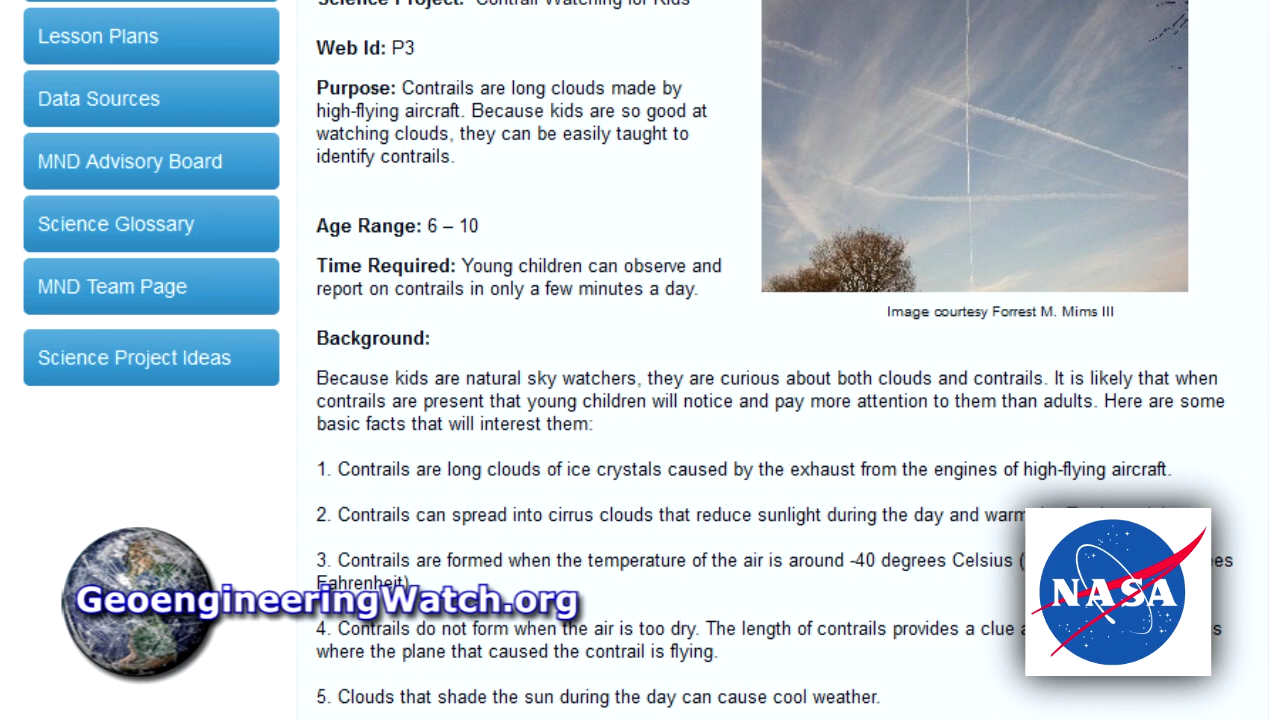 Lesson Plans
Data Sources
MND Advisory Board
Science Glossary
MND Team Page
Science Project Ideas
Science Project: Contrail Watching for Kids
Web Id: P3
Purpose: Contrails are long clouds made by
high-flying aircraft. Because kids are so good at
watching clouds, they can be easily taught to
identify contrails.
Age Range: 6 – 10
Time Required: Young children can observe and
report on contrails in only a few minutes a day.
Image courtesy Forrest M. Mims III
Background:
Because kids are natural sky watchers, they are curious about both clouds and contrails. It is likely that when
contrails are present that young children will notice and pay more attention to them than adults. Here are some
basic facts that will interest them:
1. Contrails are long clouds of ice crystals caused by the exhaust from the engines of high-flying aircraft.
2. Contrails can spread into cirrus clouds that reduce sunlight during the day and
3. Contrails are formed when the temperature of the air is around -40 degrees Celsius
Fahrenheit)
4. Contrails do not form when the air is too dry. The length of contrails provides a clue
where the plane that caused the contrail is flying.
5. Clouds that shade the sun during the day can cause cool weather.
GeoengineeringWatch.org
NASA